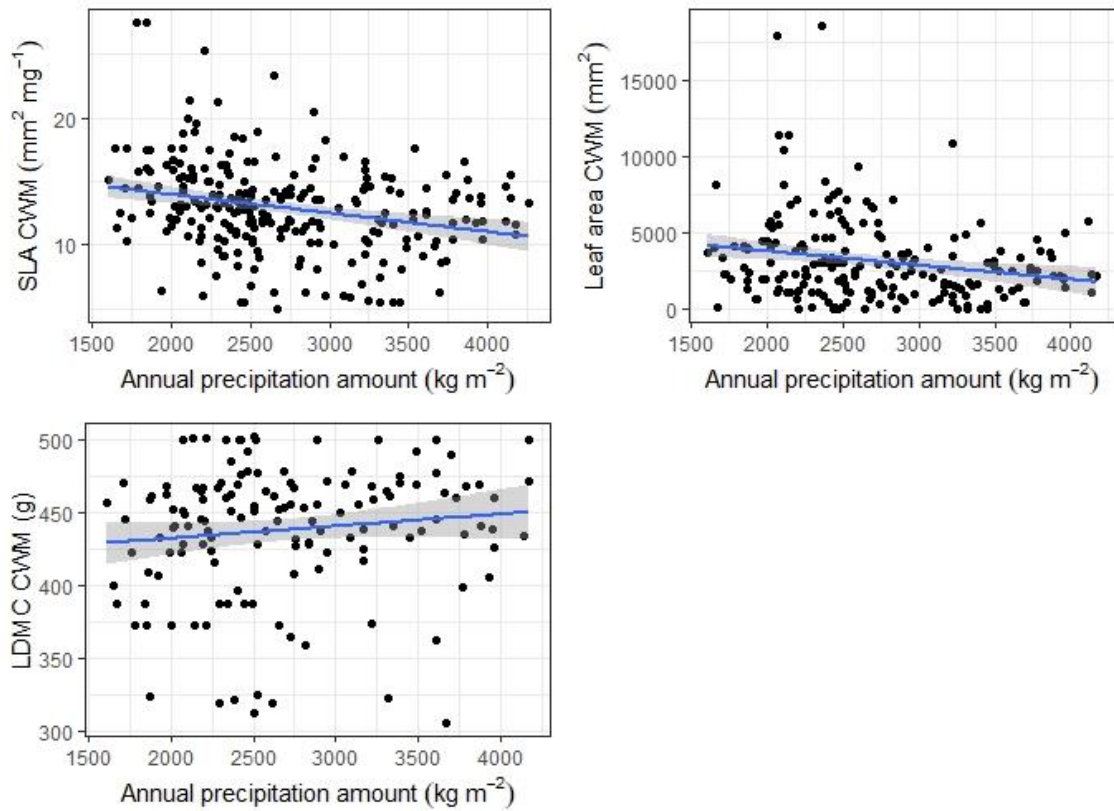 SLA CWM (mm² mg⁻¹)
20
10
1500 2000 2500 3000 3500 4000
Annual precipitation amount (kg m⁻²)
Leaf area CWM (mm²)
15000
10000
5000
0
1500 2000 2500 3000 3500 4000
Annual precipitation amount (kg m⁻²)
LDMC CWM (g)
500
450
400
350
300
1500 2000 2500 3000 3500 4000
Annual precipitation amount (kg m⁻²)